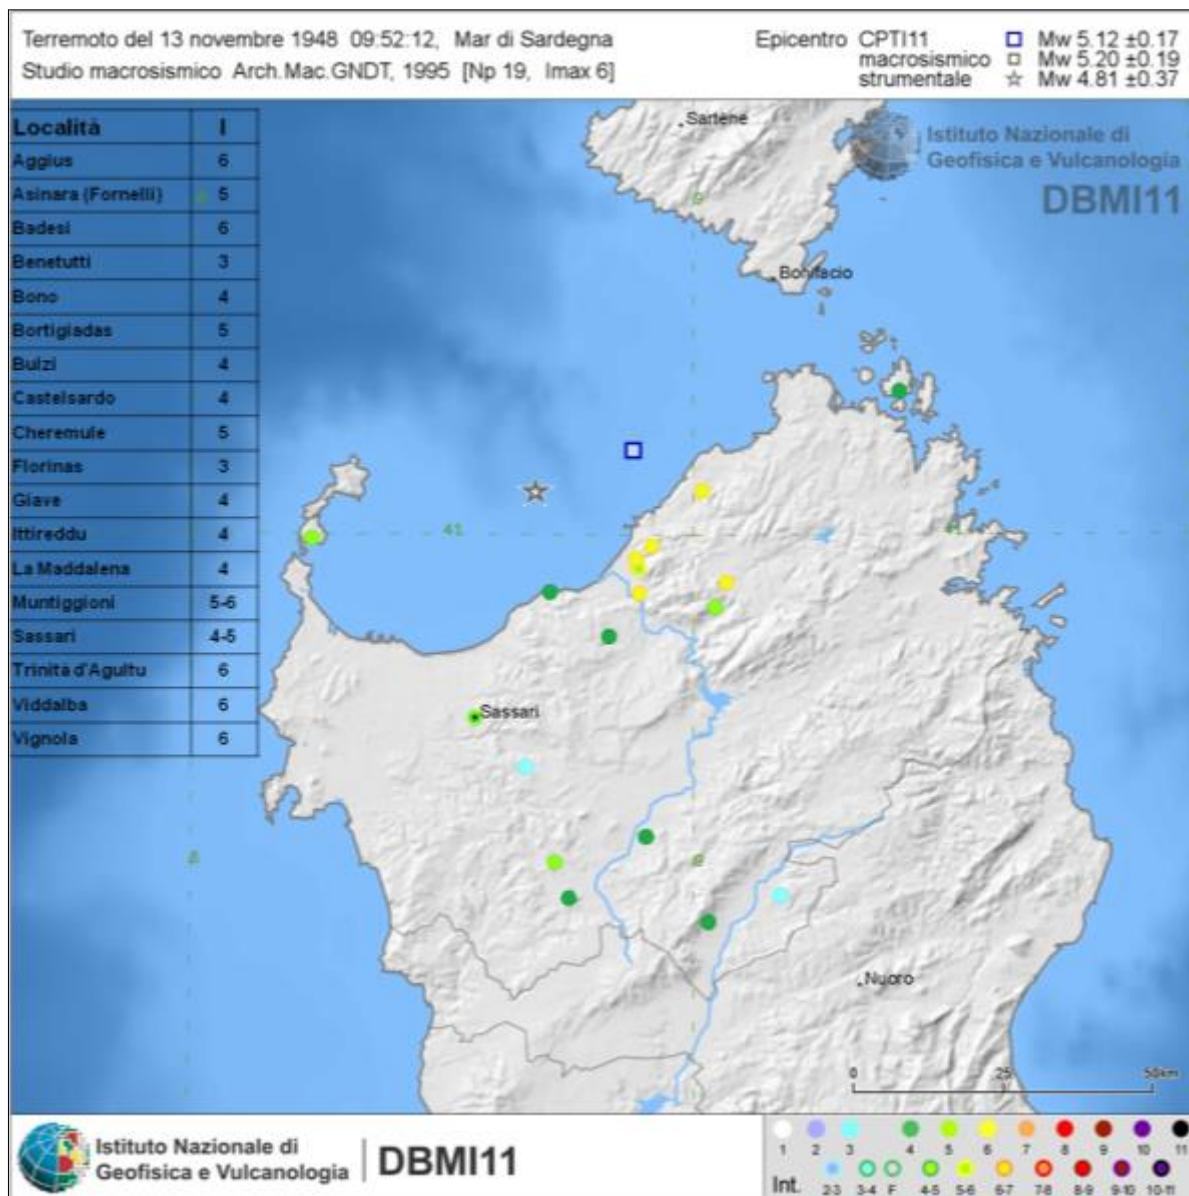 Terremoto del 13 novembre 1948 09:52:12, Mar di Sardegna
Studio macrosismico Arch.Mac.GNDT, 1995 [Np 19, Imax 6]
Epicentro CPTI11 Mw 5.12 ±0.17
macrosismico Mw 5.20 ±0.19
strumentale Mw 4.81 ±0.37
Località I
Aggius 6
Asinara (Fornelli) 5
Badesi 6
Benetutti 3
Bono 4
Bortigiadas 5
Bulzi 4
Castelsardo 4
Cheremule 5
Florinas 3
Giave 4
Ittireddu 4
La Maddalena 4
Muntiggioni 5-6
Sassari 4-5
Trinità d'Agultu 6
Viddalba 6
Vignola 6
Sartene
Istituto Nazionale di
Geofisica e Vulcanologia
DBMI11
9
Bonifacio
41
41
Sassari
8
9
Nuoro
0 25 50km
Istituto Nazionale di
Geofisica e Vulcanologia
DBMI11
1 2 3 4 5 6 7 8 9 10 11
Int. 2-3 3-4 F 4-5 5-6 6-7 7-8 8-9 9-10 10-11